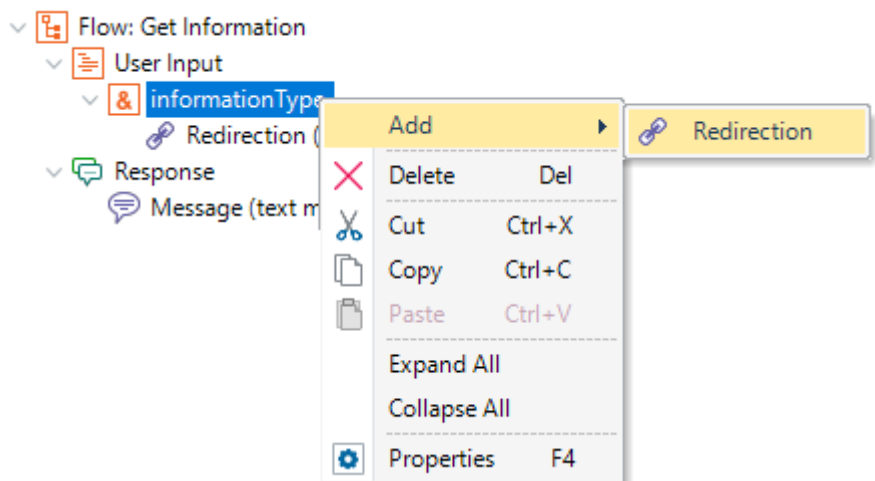 Flow: Get Information
User Input
& informationType
Redirection (
Response
Message (text m
Add
Redirection
Delete Del
Cut Ctrl+X
Copy Ctrl+C
Paste Ctrl+V
Expand All
Collapse All
Properties F4